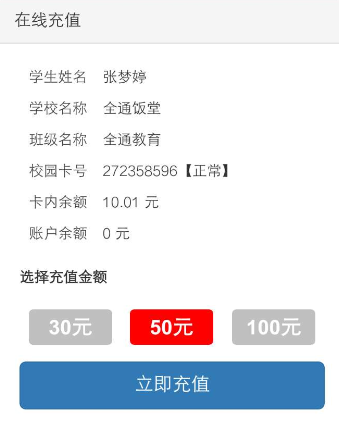 在线充值
学生姓名 张梦婷
学校名称 全通饭堂
班级名称 全通教育
校园卡号 272358596【正常】
卡内余额 10.01 元
账户余额 0 元
选择充值金额
30元 50元 100元
立即充值